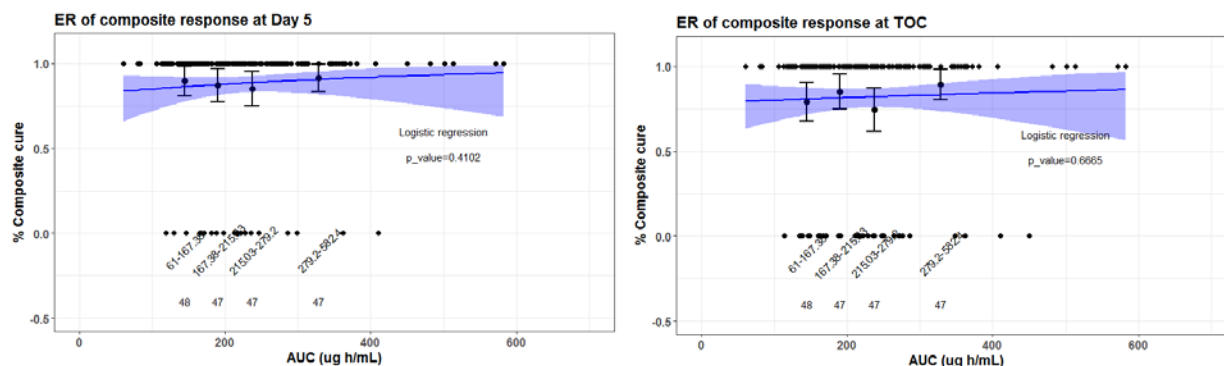 ER of composite response at Day 5
% Composite cure
1.0
0.5
0.0
-0.5
Logistic regression
p_value=0.4102
61-167.38
167.38-215.03
215.03-279.2
279.2-582.4
48 47 47 47
0 200 400 600
AUC (ug h/mL)
ER of composite response at TOC
% Composite cure
1.0
0.5
0.0
-0.5
Logistic regression
p_value=0.6665
61-167.38
167.38-215.03
215.03-279.2
279.2-582.4
48 47 47 47
0 200 400 600
AUC (ug h/mL)